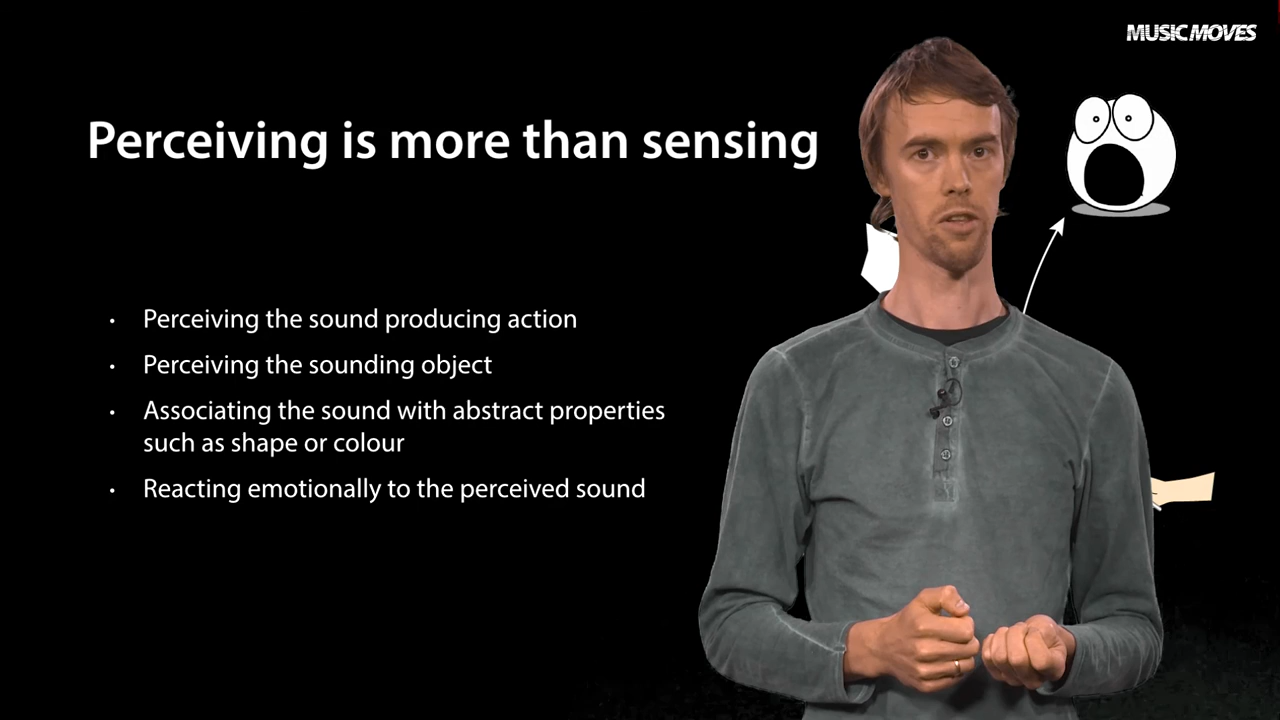 MUSIC MOVES
Perceiving is more than sensing
• Perceiving the sound producing action
• Perceiving the sounding object
• Associating the sound with abstract properties
such as shape or colour
• Reacting emotionally to the perceived sound